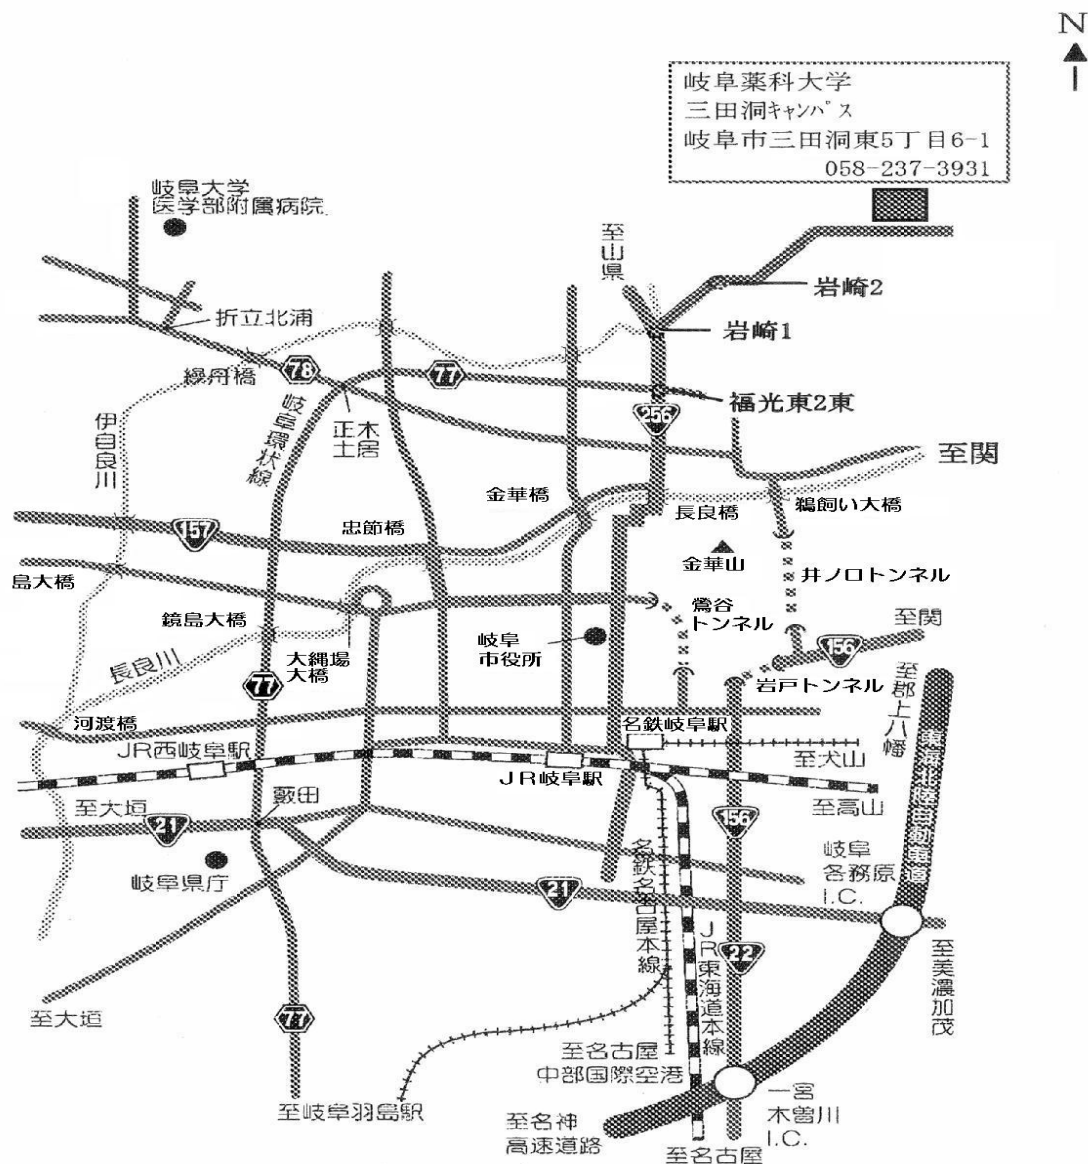 N
岐阜薬科大学
三田洞キャンパス
岐阜市三田洞東5丁目6-1
058-237-3931
岐阜大学
医学部附属病院
至山県
岩崎2
岩崎1
折立北浦
繰舟橋
78
77
岐阜環状線
正木
土居
256
福光東2東
伊自良川
至関
金華橋
長良橋
鵜飼い大橋
157
忠節橋
金華山
島大橋
井ノ口トンネル
鏡島大橋
鶯谷
トンネル
至関
岐阜
市役所
156
長良川
大縄場
大橋
77
岩戸トンネル
至郡上八幡
河渡橋
名鉄岐阜駅
JR西岐阜駅
至犬山
JR岐阜駅
東海北陸自動車道
至大垣
藪田
至高山
21
156
岐阜県庁
名鉄名古屋本線
岐阜
各務原
I.C.
21
JR東海道本線
22
至美濃加茂
至大垣
77
至名古屋
中部国際空港
至岐阜羽島駅
至名神
高速道路
一宮
木曽川
I.C.
至名古屋